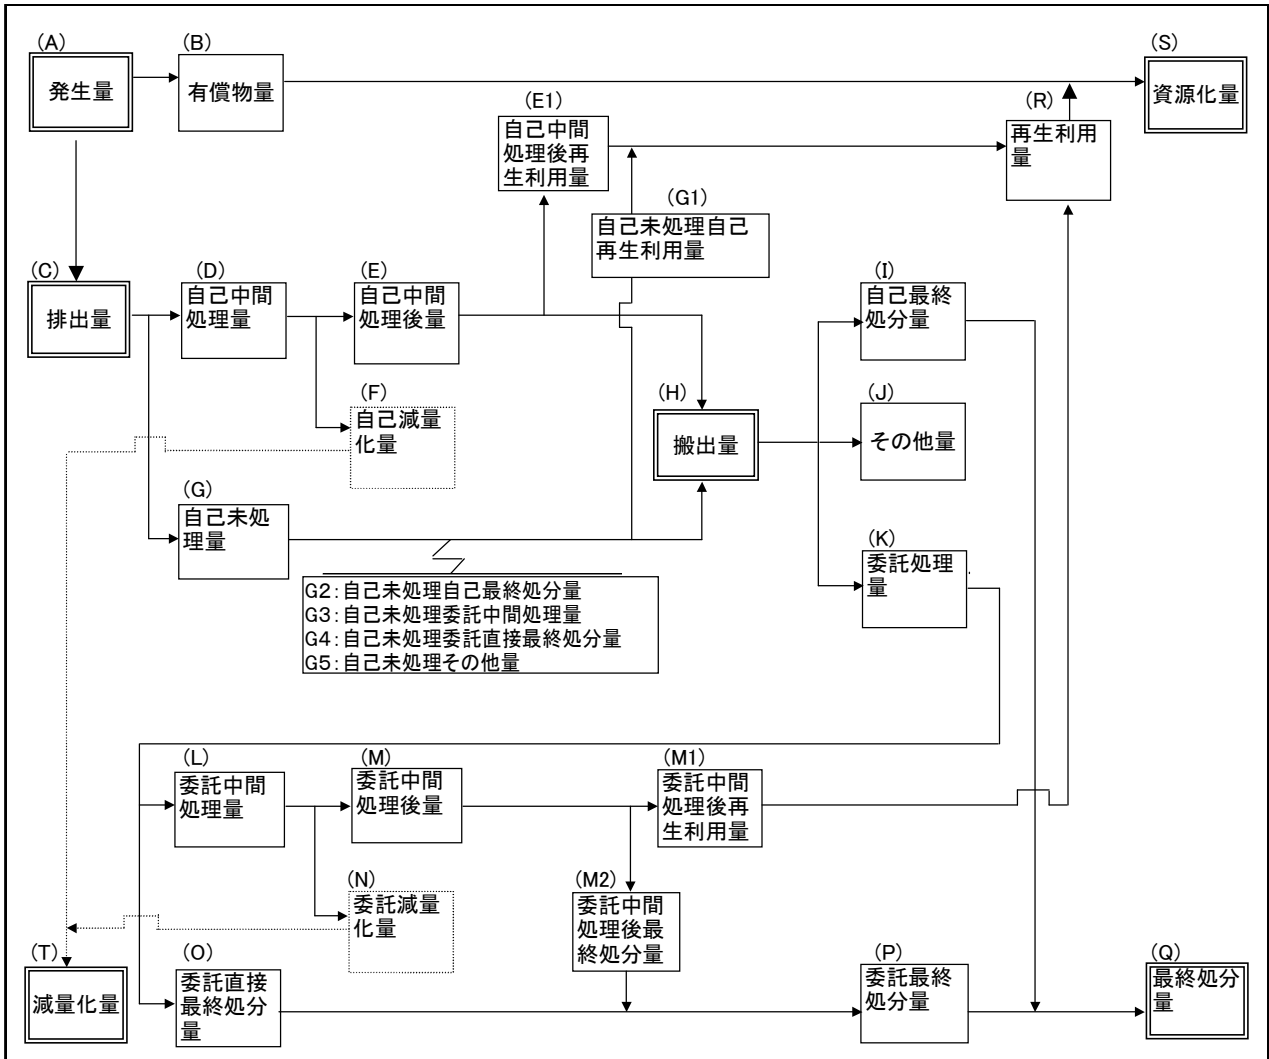 (A)
発生量
(B)
有償物量
(S)
資源化量
(E1)
自己中間
処理後再
生利用量
(R)
再生利用
量
(G1)
自己未処理自己
再生利用量
(C)
排出量
(D)
自己中間
処理量
(E)
自己中間
処理後量
(I)
自己最終
処分量
(F)
自己減量
化量
(H)
搬出量
(J)
その他量
(G)
自己未処
理量
(K)
委託処理
量
G2:自己未処理自己最終処分量
G3:自己未処理委託中間処理量
G4:自己未処理委託直接最終処分量
G5:自己未処理その他量
(L)
委託中間
処理量
(M)
委託中間
処理後量
(M1)
委託中間
処理後再
生利用量
(N)
委託減量
化量
(M2)
委託中間
処理後最
終処分量
(T)
減量化量
(O)
委託直接
最終処分
量
(P)
委託最終
処分量
(Q)
最終処分
量